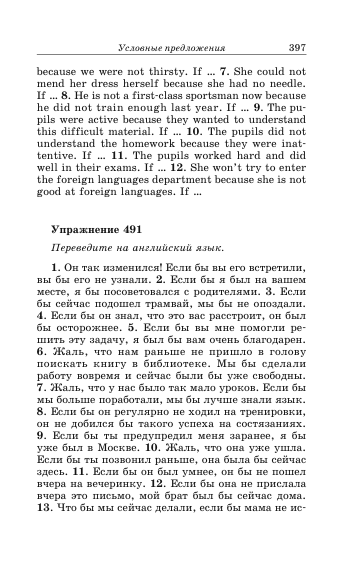 Условные предложения 397
because we were not thirsty. If ... 7. She could not
mend her dress herself because she had no needle.
If ... 8. He is not a first-class sportsman now because
he did not train enough last year. If ... 9. The pu-
pils were active because they wanted to understand
this difficult material. If ... 10. The pupils did not
understand the homework because they were inat-
tentive. If ... 11. The pupils worked hard and did
well in their exams. If ... 12. She won't try to enter
the foreign languages department because she is not
good at foreign languages. If ...
Упражнение 491
Переведите на английский язык.
1. Он так изменился! Если бы вы его встретили,
вы бы его не узнали. 2. Если бы я был на вашем
месте, я бы посоветовался с родителями. 3. Если
бы сейчас подошел трамвай, мы бы не опоздали.
4. Если бы он знал, что это вас расстроит, он был
бы осторожнее. 5. Если бы вы мне помогли ре-
шить эту задачу, я был бы вам очень благодарен.
6. Жаль, что нам раньше не пришло в голову
поискать книгу в библиотеке. Мы бы сделали
работу вовремя и сейчас были бы уже свободны.
7. Жаль, что у нас было так мало уроков. Если бы
мы больше поработали, мы бы лучше знали язык.
8. Если бы он регулярно не ходил на тренировки,
он не добился бы такого успеха на состязаниях.
9. Если бы ты предупредил меня заранее, я бы
уже был в Москве. 10. Жаль, что она уже ушла.
Если бы ты позвонил раньше, она была бы сейчас
здесь. 11. Если бы он был умнее, он бы не пошел
вчера на вечеринку. 12. Если бы она не прислала
вчера это письмо, мой брат был бы сейчас дома.
13. Что бы мы сейчас делали, если бы мама не ис-